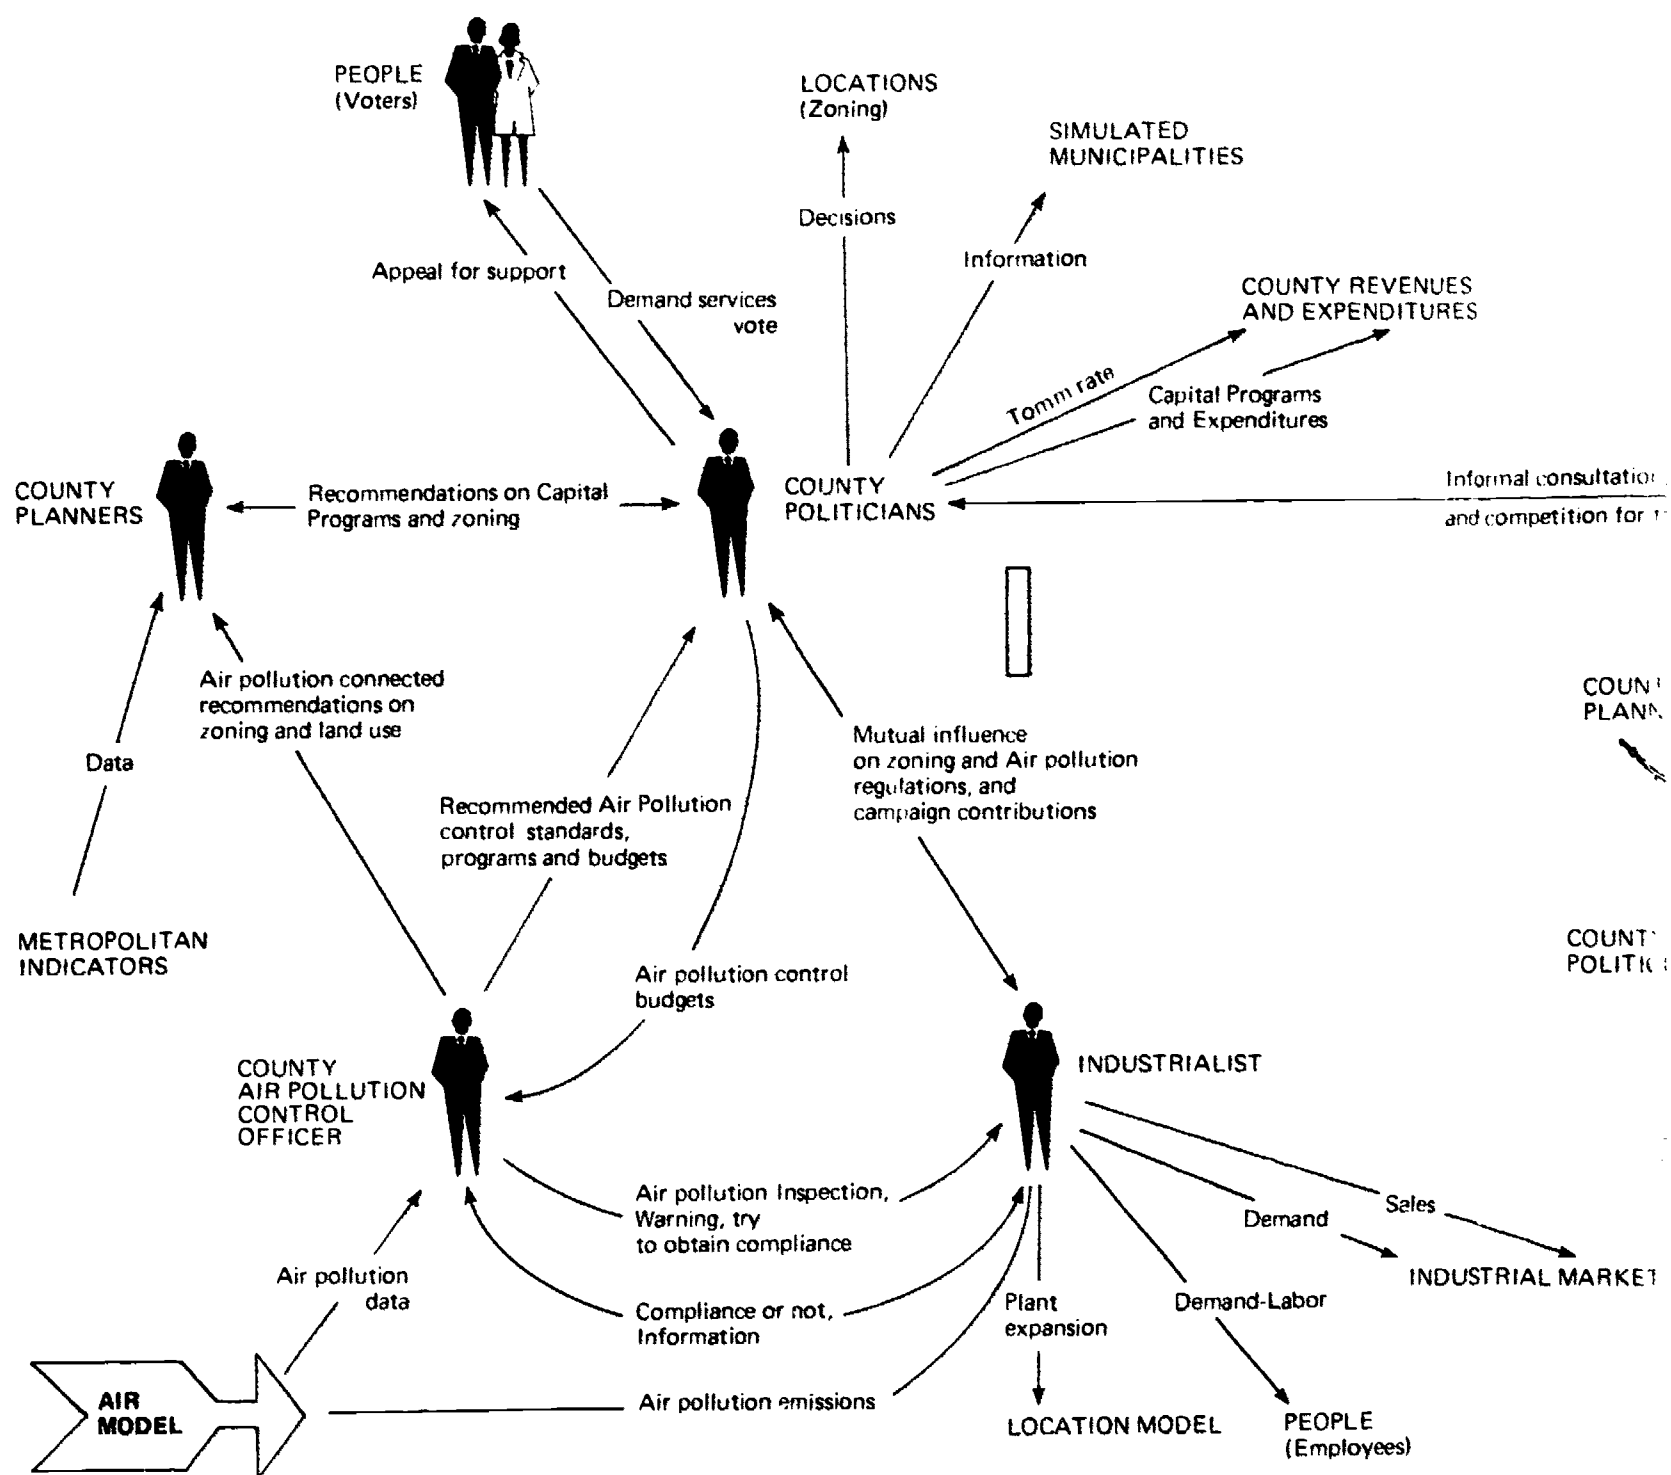 PEOPLE
(Voters)
LOCATIONS
(Zoning)
SIMULATED
MUNICIPALITIES
Decisions
Information
Appeal for support
Demand services
vote
COUNTY REVENUES
AND EXPENDITURES
Tomm rate
Capital Programs
and Expenditures
COUNTY
PLANNERS
Recommendations on Capital
Programs and zoning
COUNTY
POLITICIANS
Informal consultation
and competition for
Air pollution connected
recommendations on
zoning and land use
Data
Mutual influence
on zoning and Air pollution
regulations, and
campaign contributions
COUNT
PLANN
Recommended Air Pollution
control standards,
programs and budgets
METROPOLITAN
INDICATORS
COUNT
POLITIC
Air pollution control
budgets
COUNTY
AIR POLLUTION
CONTROL
OFFICER
INDUSTRIALIST
Air pollution Inspection,
Warning, try
to obtain compliance
Demand
Sales
INDUSTRIAL MARKET
Air pollution
data
Compliance or not,
Information
Plant
expansion
Demand-Labor
AIR
MODEL
Air pollution emissions
LOCATION MODEL
PEOPLE
(Employees)